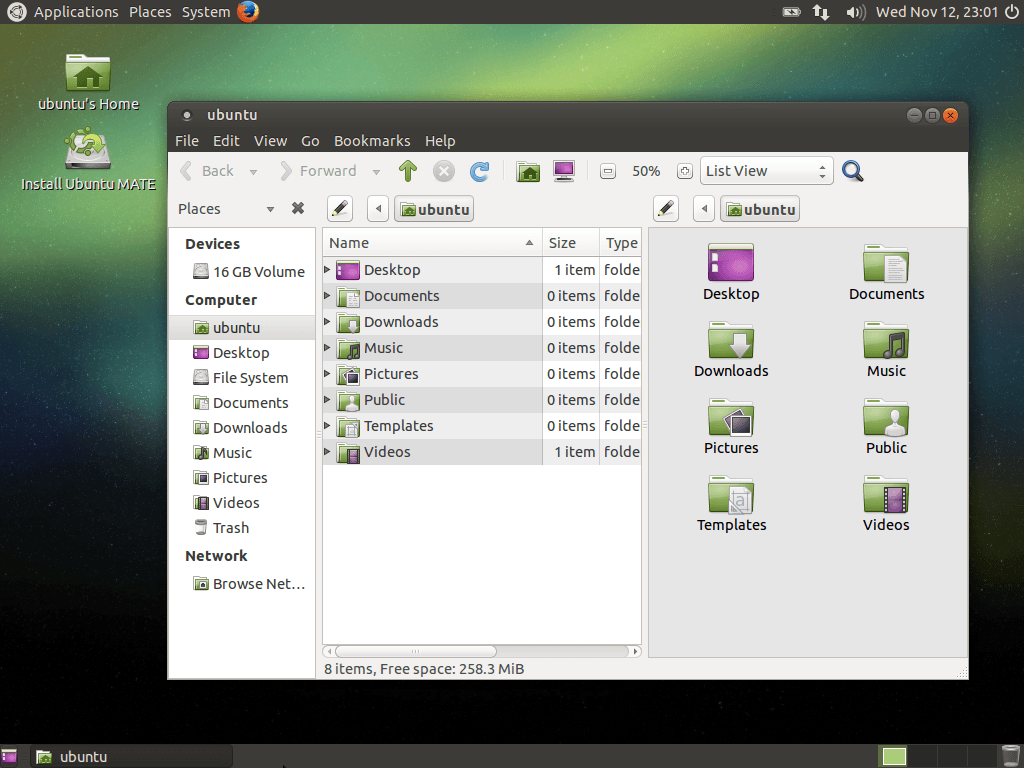 Applications Places System
Wed Nov 12, 23:01
ubuntu's Home
Install Ubuntu MATE
ubuntu
File Edit View Go Bookmarks Help
Back Forward 50% List View
Places ubuntu ubuntu
Devices
16 GB Volume
Computer
ubuntu
Desktop
File System
Documents
Downloads
Music
Pictures
Videos
Trash
Network
Browse Net...
Name Size Type
Desktop 1 item folde
Documents 0 items folde
Downloads 0 items folde
Music 0 items folde
Pictures 0 items folde
Public 0 items folde
Templates 0 items folde
Videos 1 item folde
8 items, Free space: 258.3 MiB
Desktop Documents
Downloads Music
Pictures Public
Templates Videos
ubuntu